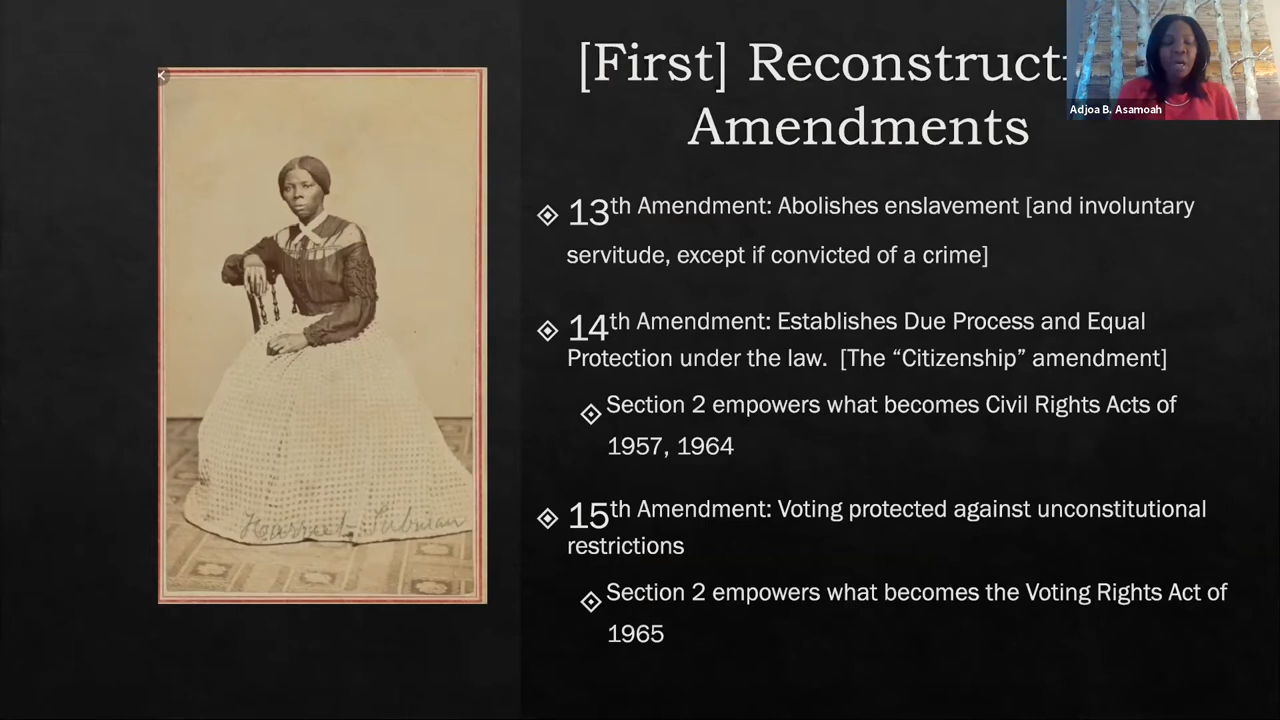 [First] Reconstructi
Amendments
Adjoa B. Asamoah
13th Amendment: Abolishes enslavement [and involuntary
servitude, except if convicted of a crime]
14th Amendment: Establishes Due Process and Equal
Protection under the law.  [The “Citizenship” amendment]
Section 2 empowers what becomes Civil Rights Acts of
1957, 1964
15th Amendment: Voting protected against unconstitutional
restrictions
Section 2 empowers what becomes the Voting Rights Act of
1965
Harriet Tubman